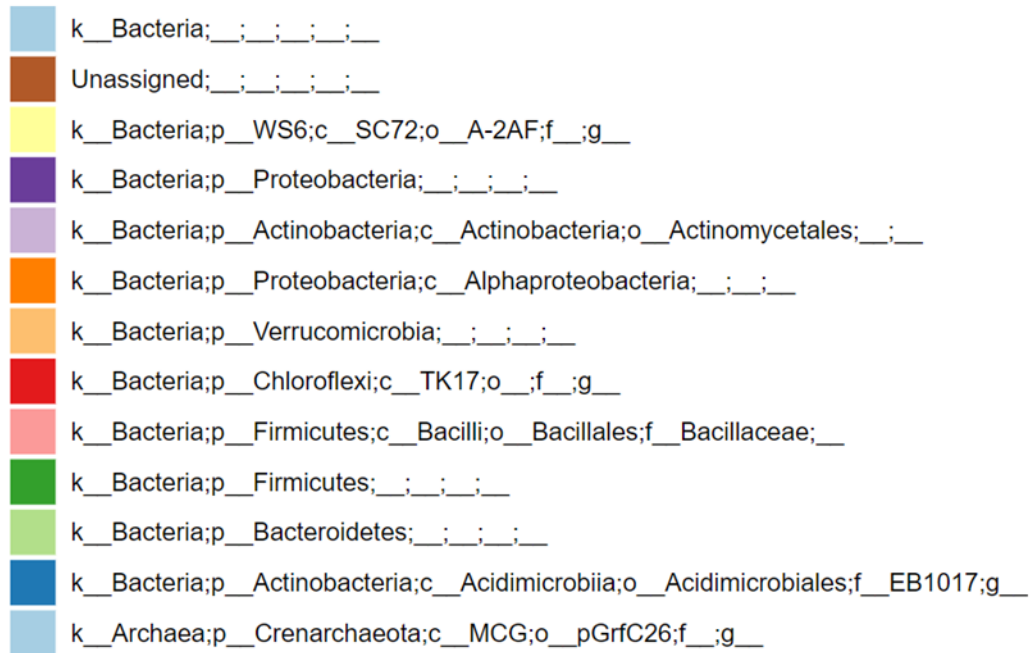 k__Bacteria;__;__;__;__;__
Unassigned;__;__;__;__;__
k__Bacteria;p__WS6;c__SC72;o__A-2AF;f__;g__
k__Bacteria;p__Proteobacteria;__;__;__;__
k__Bacteria;p__Actinobacteria;c__Actinobacteria;o__Actinomycetales;__;__
k__Bacteria;p__Proteobacteria;c__Alphaproteobacteria;__;__;__
k__Bacteria;p__Verrucomicrobia;__;__;__;__
k__Bacteria;p__Chloroflexi;c__TK17;o__;f__;g__
k__Bacteria;p__Firmicutes;c__Bacilli;o__Bacillales;f__Bacillaceae;__
k__Bacteria;p__Firmicutes;__;__;__;__
k__Bacteria;p__Bacteroidetes;__;__;__;__
k__Bacteria;p__Actinobacteria;c__Acidimicrobiia;o__Acidimicrobiales;f__EB1017;g__
k__Archaea;p__Crenarchaeota;c__MCG;o__pGrfC26;f__;g__